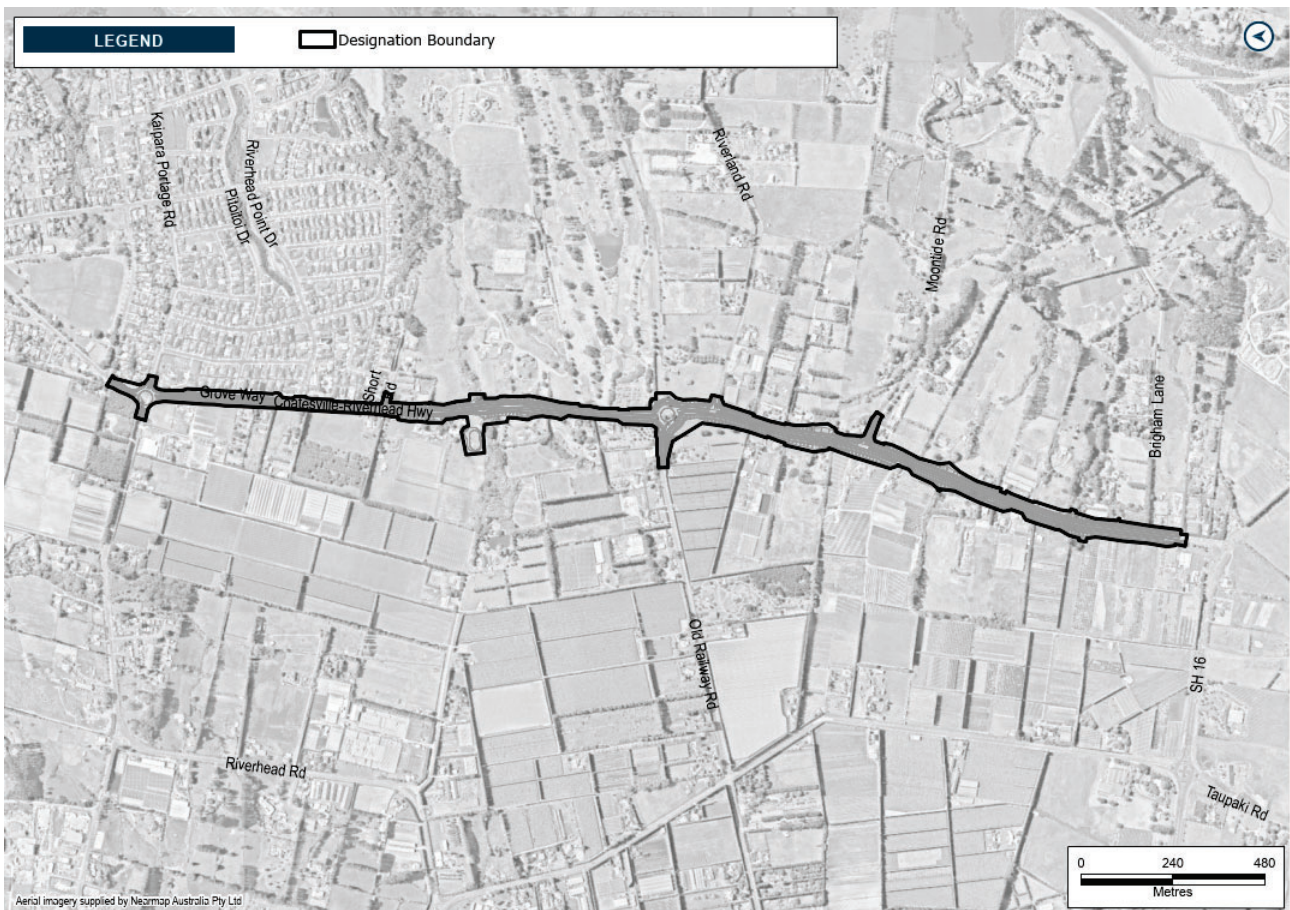 LEGEND
Designation Boundary
Kaipara Portage Rd
Riverhead Point Dr
Pitoitoi Dr
Riverland Rd
Moontide Rd
Short
Rd
Grove Way
Coatesville-Riverhead Hwy
Brigham Lane
Old Railway Rd
SH 16
Riverhead Rd
Taupaki Rd
0 240 480
Metres
Aerial imagery supplied by Nearmap Australia Pty Ltd